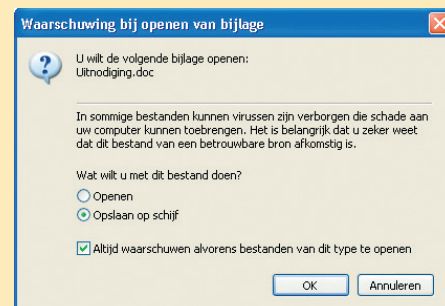 Waarschuwing bij openen van bijlage
U wilt de volgende bijlage openen:
Uitnodiging.doc
In sommige bestanden kunnen virussen zijn verborgen die schade aan
uw computer kunnen toebrengen. Het is belangrijk dat u zeker weet
dat dit bestand van een betrouwbare bron afkomstig is.
Wat wilt u met dit bestand doen?
Openen
Opslaan op schijf
Altijd waarschuwen alvorens bestanden van dit type te openen
OK Annuleren